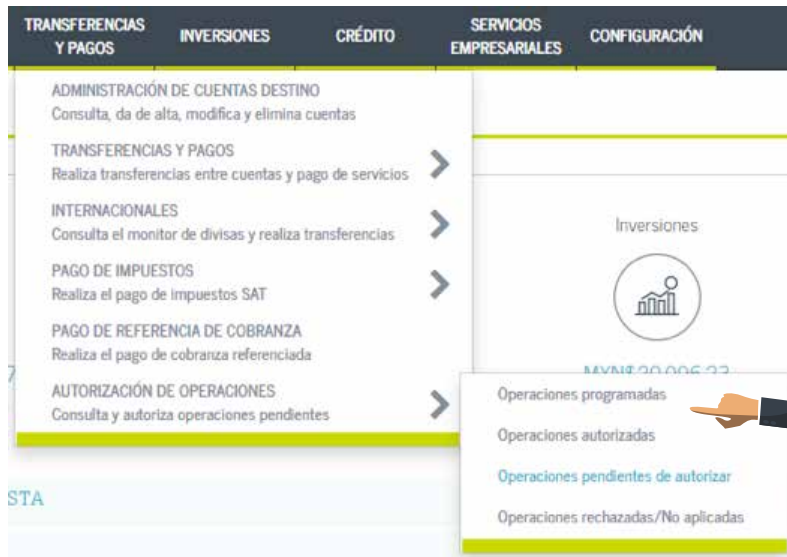 TRANSFERENCIAS
Y PAGOS
INVERSIONES
CRÉDITO
SERVICIOS
EMPRESARIALES
CONFIGURACIÓN
ADMINISTRACIÓN DE CUENTAS DESTINO
Consulta, da de alta, modifica y elimina cuentas
TRANSFERENCIAS Y PAGOS
Realiza transferencias entre cuentas y pago de servicios
INTERNACIONALES
Consulta el monitor de divisas y realiza transferencias
PAGO DE IMPUESTOS
Realiza el pago de impuestos SAT
PAGO DE REFERENCIA DE COBRANZA
Realiza el pago de cobranza referenciada
AUTORIZACIÓN DE OPERACIONES
Consulta y autoriza operaciones pendientes
Inversiones
Operaciones programadas
Operaciones autorizadas
Operaciones pendientes de autorizar
Operaciones rechazadas/No aplicadas
STA